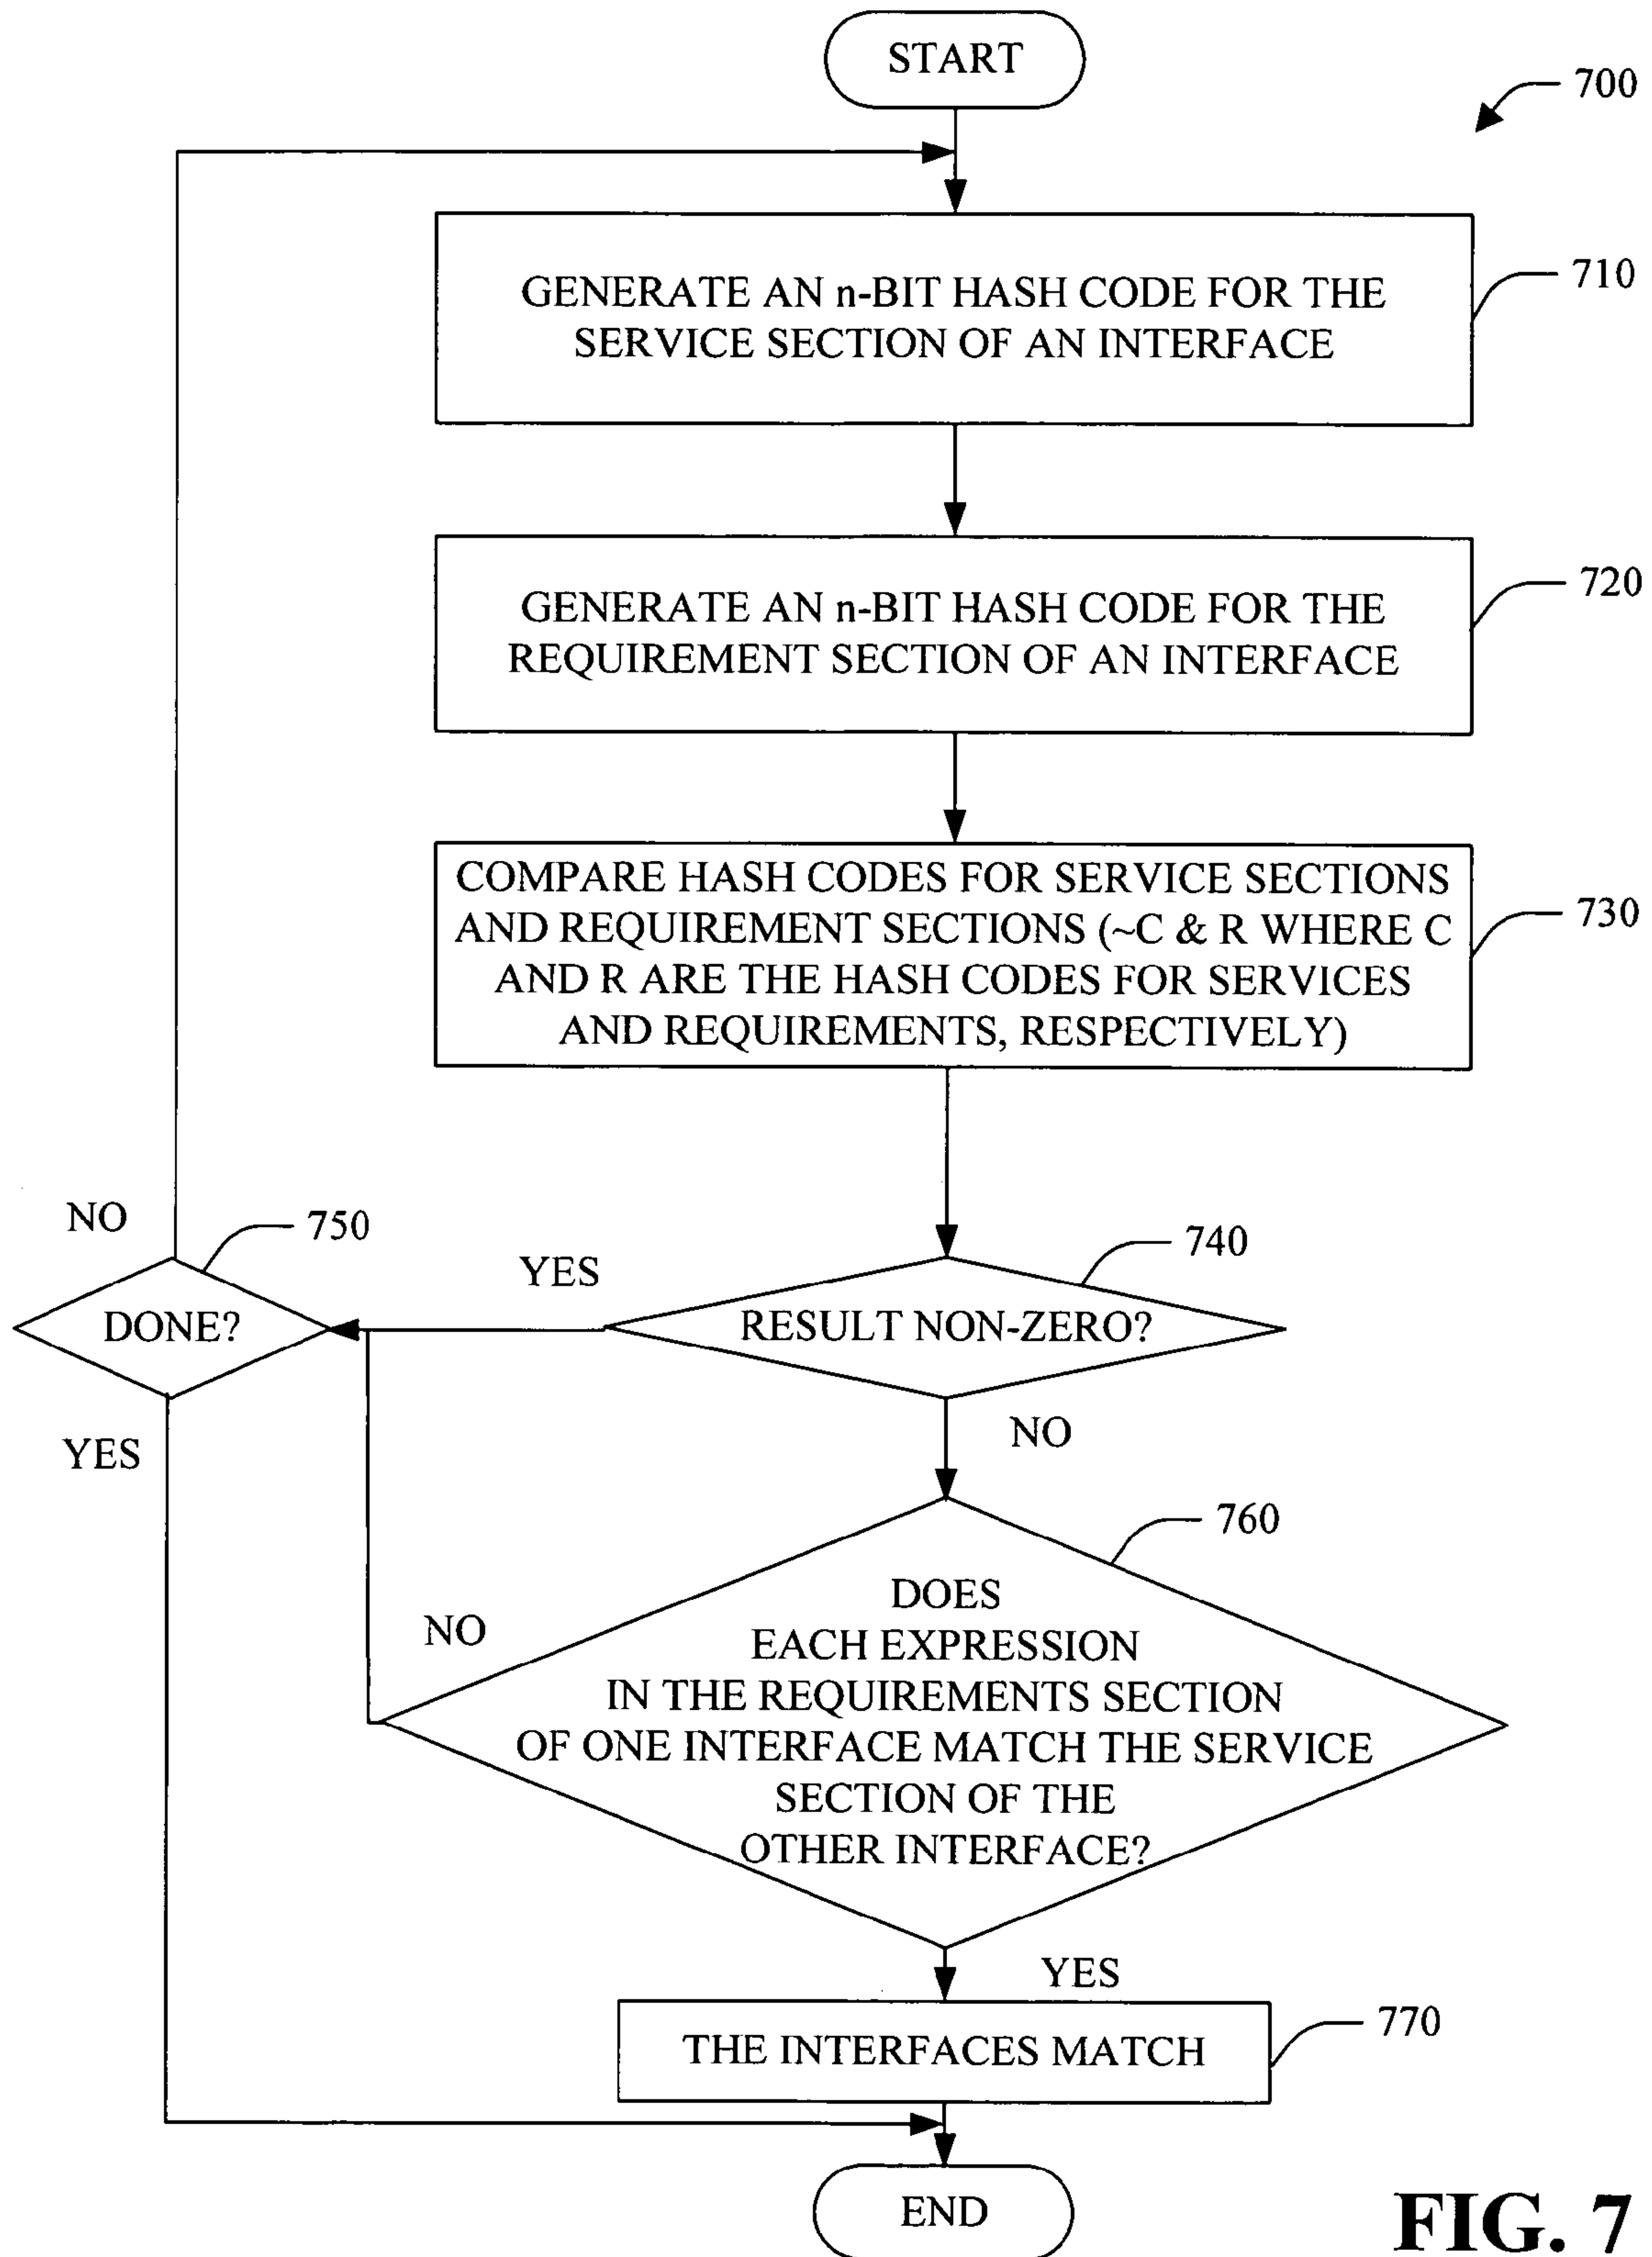 START
700
GENERATE AN n-BIT HASH CODE FOR THE
SERVICE SECTION OF AN INTERFACE
710
GENERATE AN n-BIT HASH CODE FOR THE
REQUIREMENT SECTION OF AN INTERFACE
720
COMPARE HASH CODES FOR SERVICE SECTIONS
AND REQUIREMENT SECTIONS (~C & R WHERE C
AND R ARE THE HASH CODES FOR SERVICES
AND REQUIREMENTS, RESPECTIVELY)
730
NO
750
DONE?
YES
YES
740
RESULT NON-ZERO?
NO
760
NO
DOES
EACH EXPRESSION
IN THE REQUIREMENTS SECTION
OF ONE INTERFACE MATCH THE SERVICE
SECTION OF THE
OTHER INTERFACE?
YES
THE INTERFACES MATCH
770
END
FIG. 7